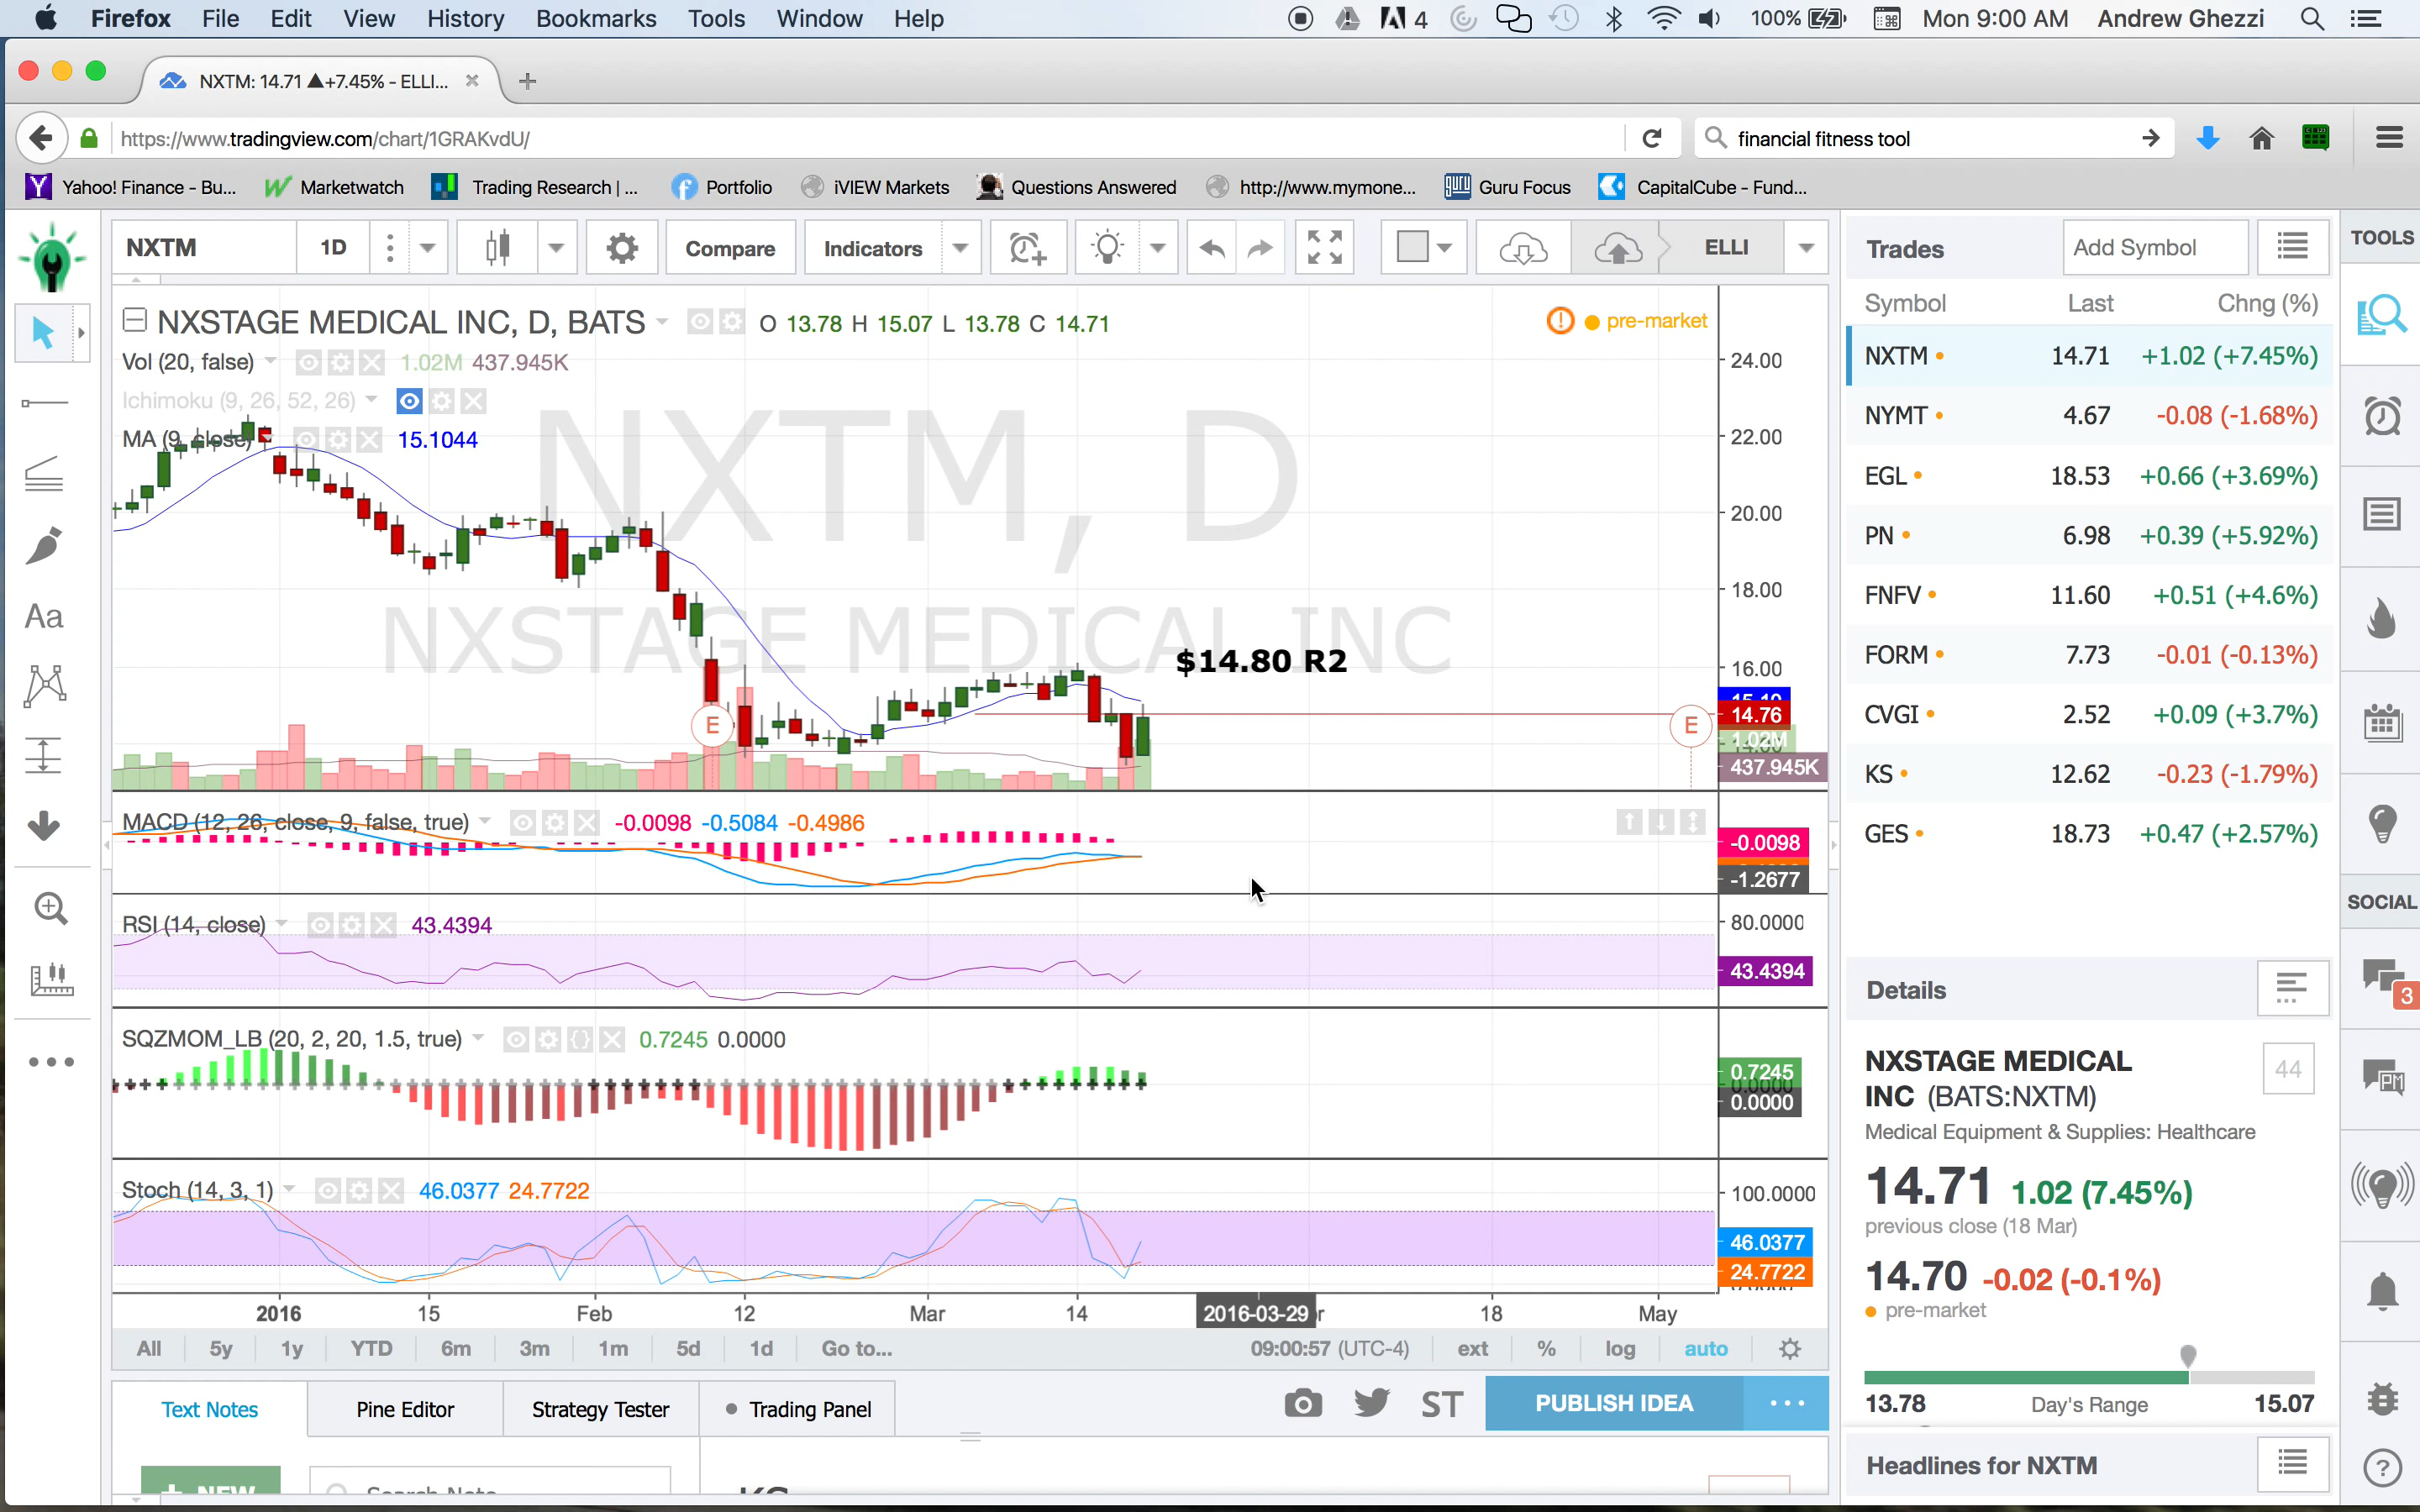 Firefox File Edit View History Bookmarks Tools Window Help 4 100% Mon 9:00 AM Andrew Ghezzi
NXTM: 14.71 ▲+7.45% - ELLI...
https://www.tradingview.com/chart/1GRAKvdU/ financial fitness tool
Yahoo! Finance - Bu... Marketwatch Trading Research | ... Portfolio iVIEW Markets Questions Answered http://www.mymone... Guru Focus CapitalCube - Fund...
NXTM 1D Compare Indicators ELLI
NXSTAGE MEDICAL INC, D, BATS O 13.78 H 15.07 L 13.78 C 14.71
pre-market
Vol (20, false) 1.02M 437.945K
Ichimoku (9, 26, 52, 26)
MA (9, close) 15.1044
NXTM, D
NXSTAGE MEDICAL INC
$14.80 R2
E
E
24.00
22.00
20.00
18.00
16.00
15.10
14.76
1.02M
437.945K
MACD (12, 26, close, 9, false, true) -0.0098 -0.5084 -0.4986
-0.0098
-1.2677
RSI (14, close) 43.4394
80.0000
43.4394
SQZMOM_LB (20, 2, 20, 1.5, true) 0.7245 0.0000
0.7245
0.0000
Stoch (14, 3, 1) 46.0377 24.7722
100.0000
46.0377
24.7722
2016 15 Feb 12 Mar 14 2016-03-29 18 May
All 5y 1y YTD 6m 3m 1m 5d 1d Go to... 09:00:57 (UTC-4) ext % log auto
Text Notes Pine Editor Strategy Tester Trading Panel ST PUBLISH IDEA
+ NEW Search Note
Aa
Trades Add Symbol
Symbol Last Chng (%)
NXTM 14.71 +1.02 (+7.45%)
NYMT 4.67 -0.08 (-1.68%)
EGL 18.53 +0.66 (+3.69%)
PN 6.98 +0.39 (+5.92%)
FNFV 11.60 +0.51 (+4.6%)
FORM 7.73 -0.01 (-0.13%)
CVGI 2.52 +0.09 (+3.7%)
KS 12.62 -0.23 (-1.79%)
GES 18.73 +0.47 (+2.57%)
Details
NXSTAGE MEDICAL
INC (BATS:NXTM)
44
Medical Equipment & Supplies: Healthcare
14.71 1.02 (7.45%)
previous close (18 Mar)
14.70 -0.02 (-0.1%)
pre-market
13.78 Day's Range 15.07
Headlines for NXTM
TOOLS
SOCIAL
3
PM